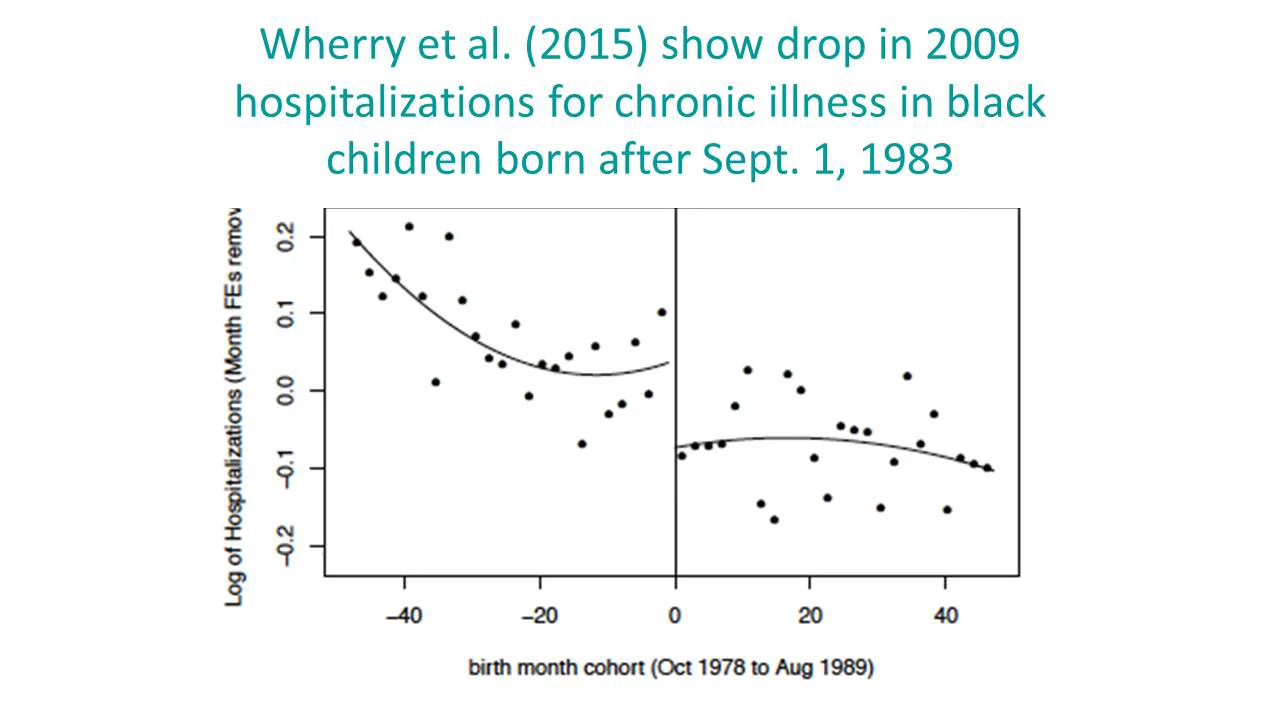 Wherry et al. (2015) show drop in 2009
hospitalizations for chronic illness in black
children born after Sept. 1, 1983
Log of Hospitalizations (Month FEs remov
0.2
0.1
0.0
−0.1
−0.2
−40
−20
0
20
40
birth month cohort (Oct 1978 to Aug 1989)